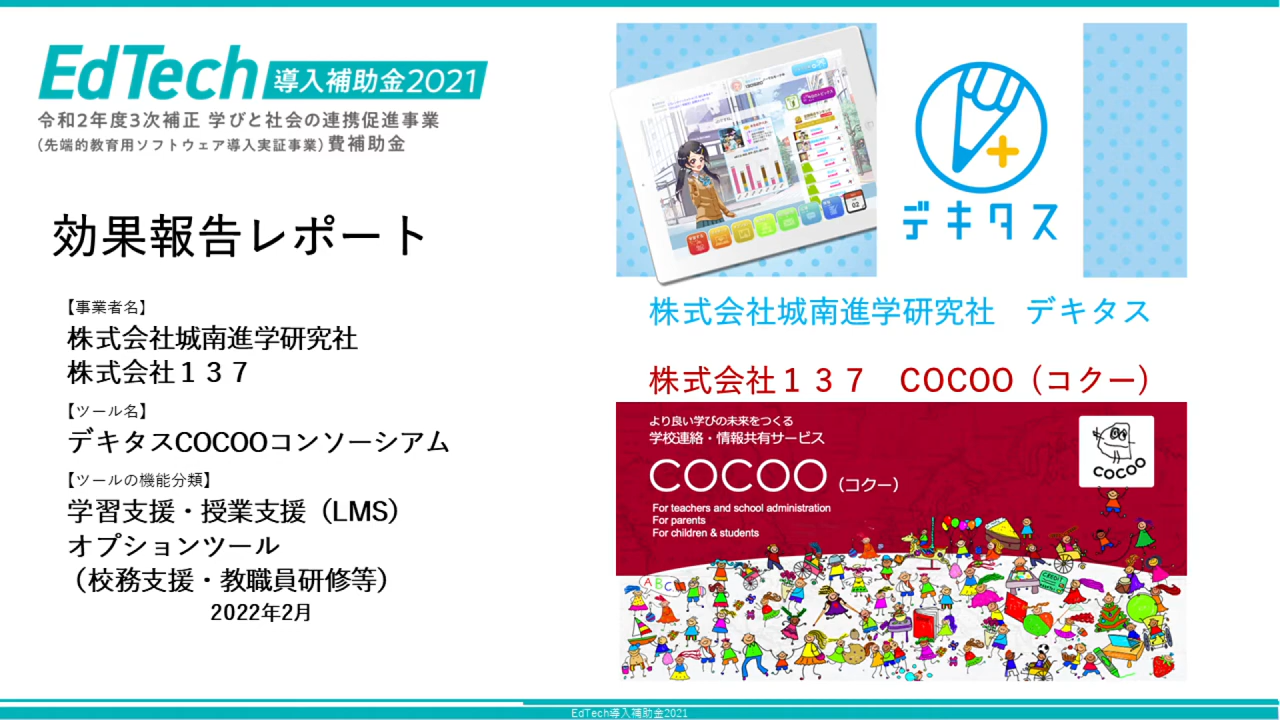 EdTech 導入補助金2021
令和2年度3次補正 学びと社会の連携促進事業
(先端的教育用ソフトウェア導入実証事業) 費補助金
効果報告レポート
【事業者名】
株式会社城南進学研究社
株式会社１３７
【ツール名】
デキタスCOCOOコンソーシアム
【ツールの機能分類】
学習支援・授業支援（LMS）
オプションツール
（校務支援・教職員研修等）
2022年2月
デキタス
株式会社城南進学研究社　デキタス
株式会社１３７　COCOO（コクー）
より良い学びの未来をつくる
学校連絡・情報共有サービス
COCOO（コクー）
For teachers and school administration
For parents
For children & students
COCOO
ABC
CREDIT
EdTech導入補助金2021